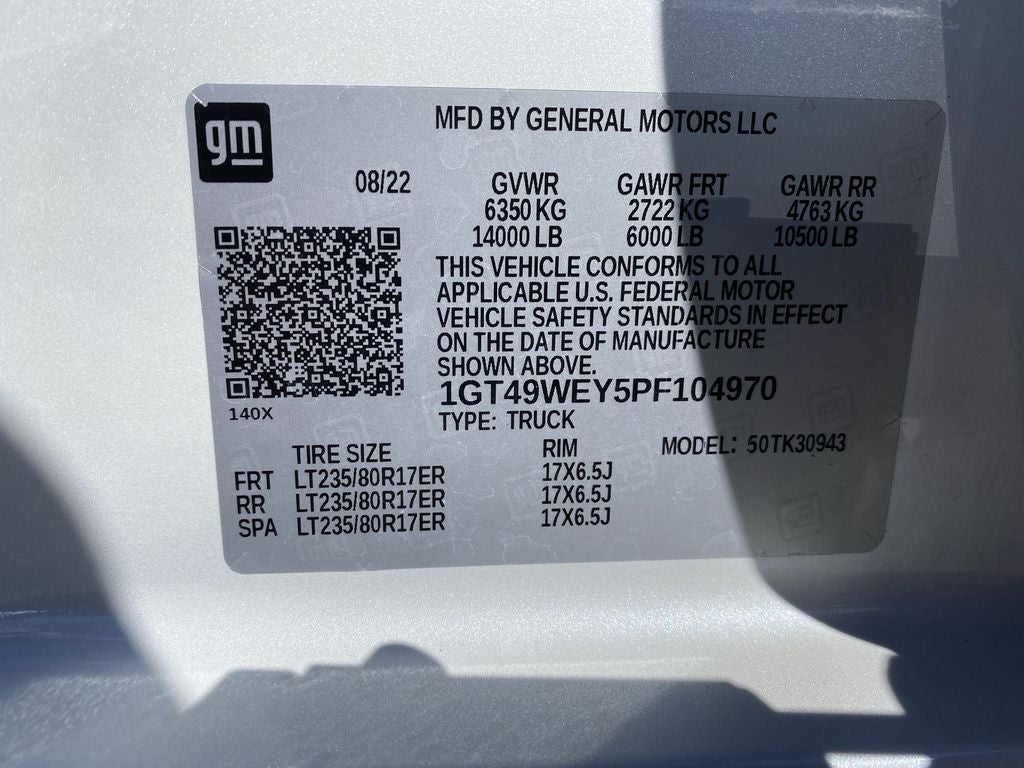 gm
MFD BY GENERAL MOTORS LLC
08/22 GVWR GAWR FRT GAWR RR
6350 KG 2722 KG 4763 KG
14000 LB 6000 LB 10500 LB
THIS VEHICLE CONFORMS TO ALL
APPLICABLE U.S. FEDERAL MOTOR
VEHICLE SAFETY STANDARDS IN EFFECT
ON THE DATE OF MANUFACTURE
SHOWN ABOVE.
1GT49WEY5PF104970
140X
TYPE: TRUCK
TIRE SIZE RIM MODEL: 50TK30943
FRT LT235/80R17ER 17X6.5J
RR LT235/80R17ER 17X6.5J
SPA LT235/80R17ER 17X6.5J